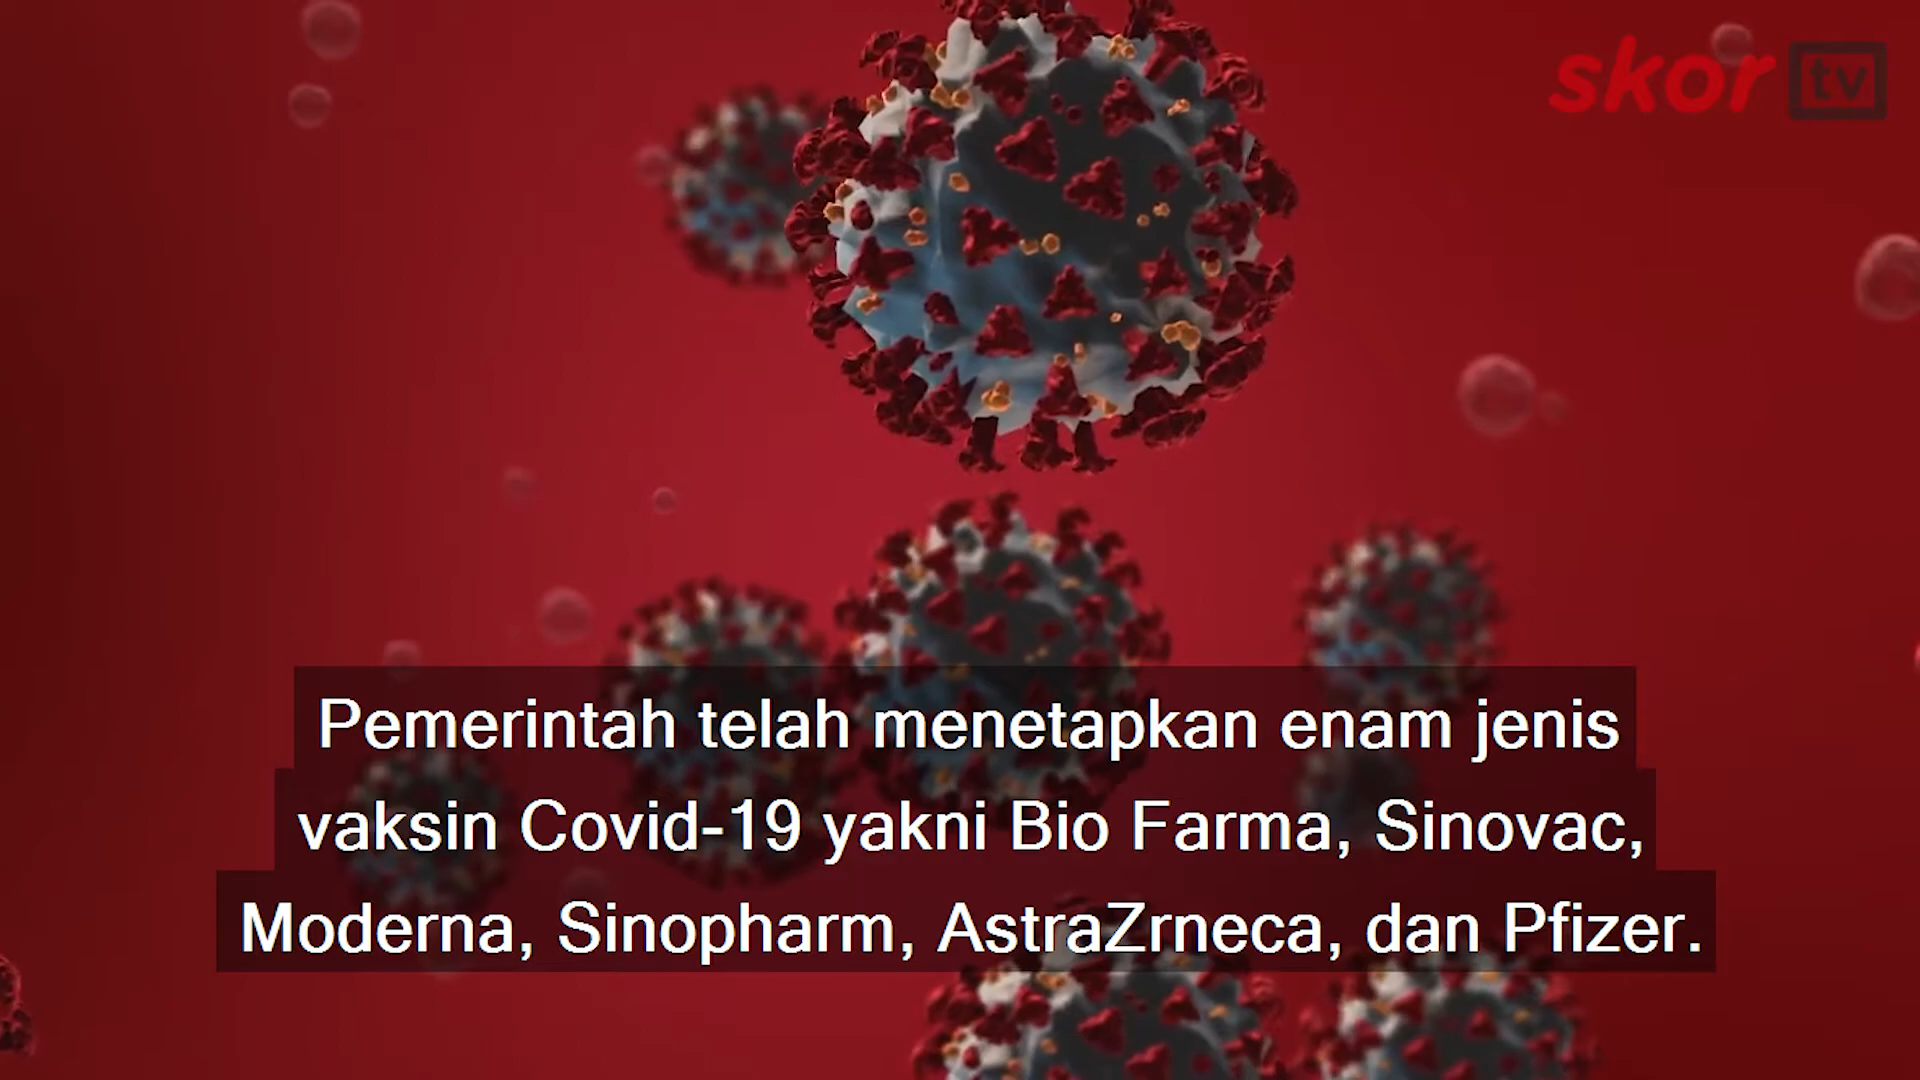 skor tv
Pemerintah telah menetapkan enam jenis
vaksin Covid-19 yakni Bio Farma, Sinovac,
Moderna, Sinopharm, AstraZrneca, dan Pfizer.